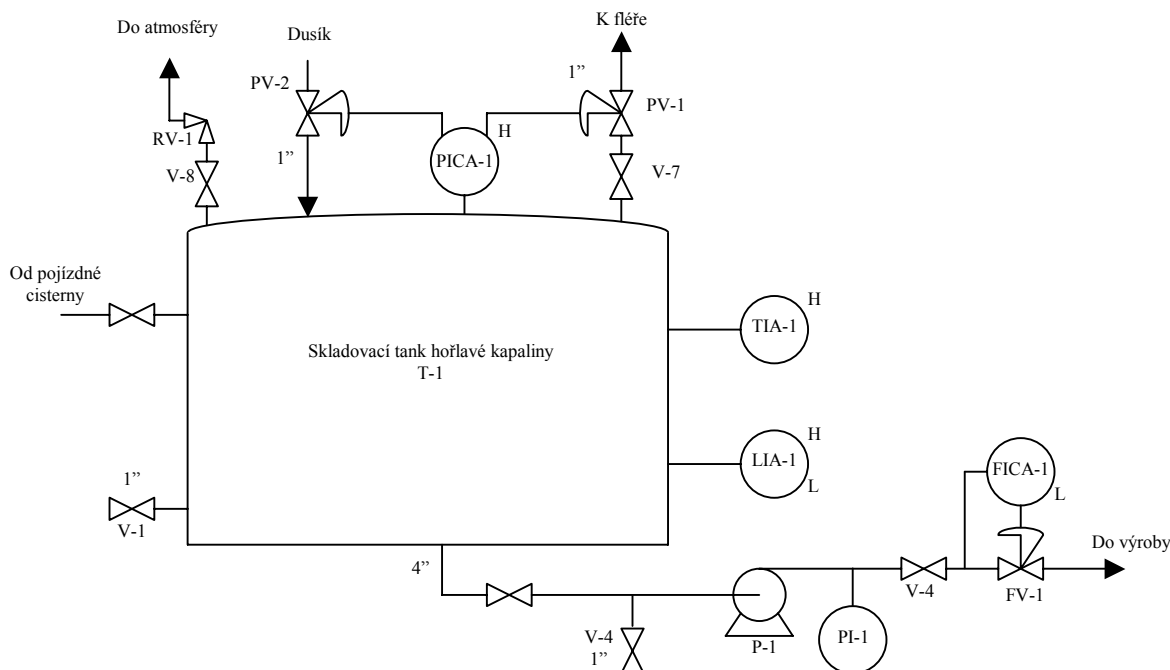 Do atmosféry
Dusík
K fléře
PV-2
1”
PV-1
RV-1
H
PICA-1
1”
V-8
V-7
Od pojízdné
cisterny
H
TIA-1
Skladovací tank hořlavé kapaliny
T-1
H
LIA-1
L
FICA-1
L
1”
V-1
Do výroby
4”
V-4
FV-1
V-4
1”
P-1
PI-1